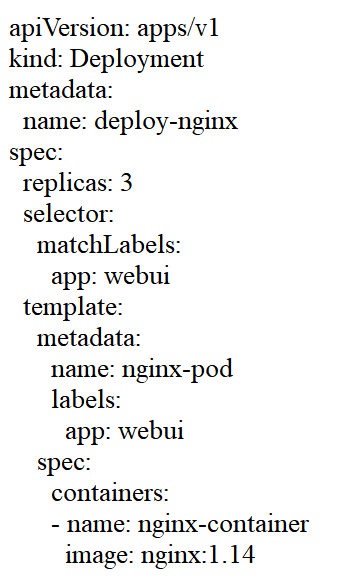 apiVersion: apps/v1
kind: Deployment
metadata:
  name: deploy-nginx
spec:
  replicas: 3
  selector:
    matchLabels:
      app: webui
  template:
    metadata:
      name: nginx-pod
      labels:
        app: webui
    spec:
      containers:
      - name: nginx-container
        image: nginx:1.14